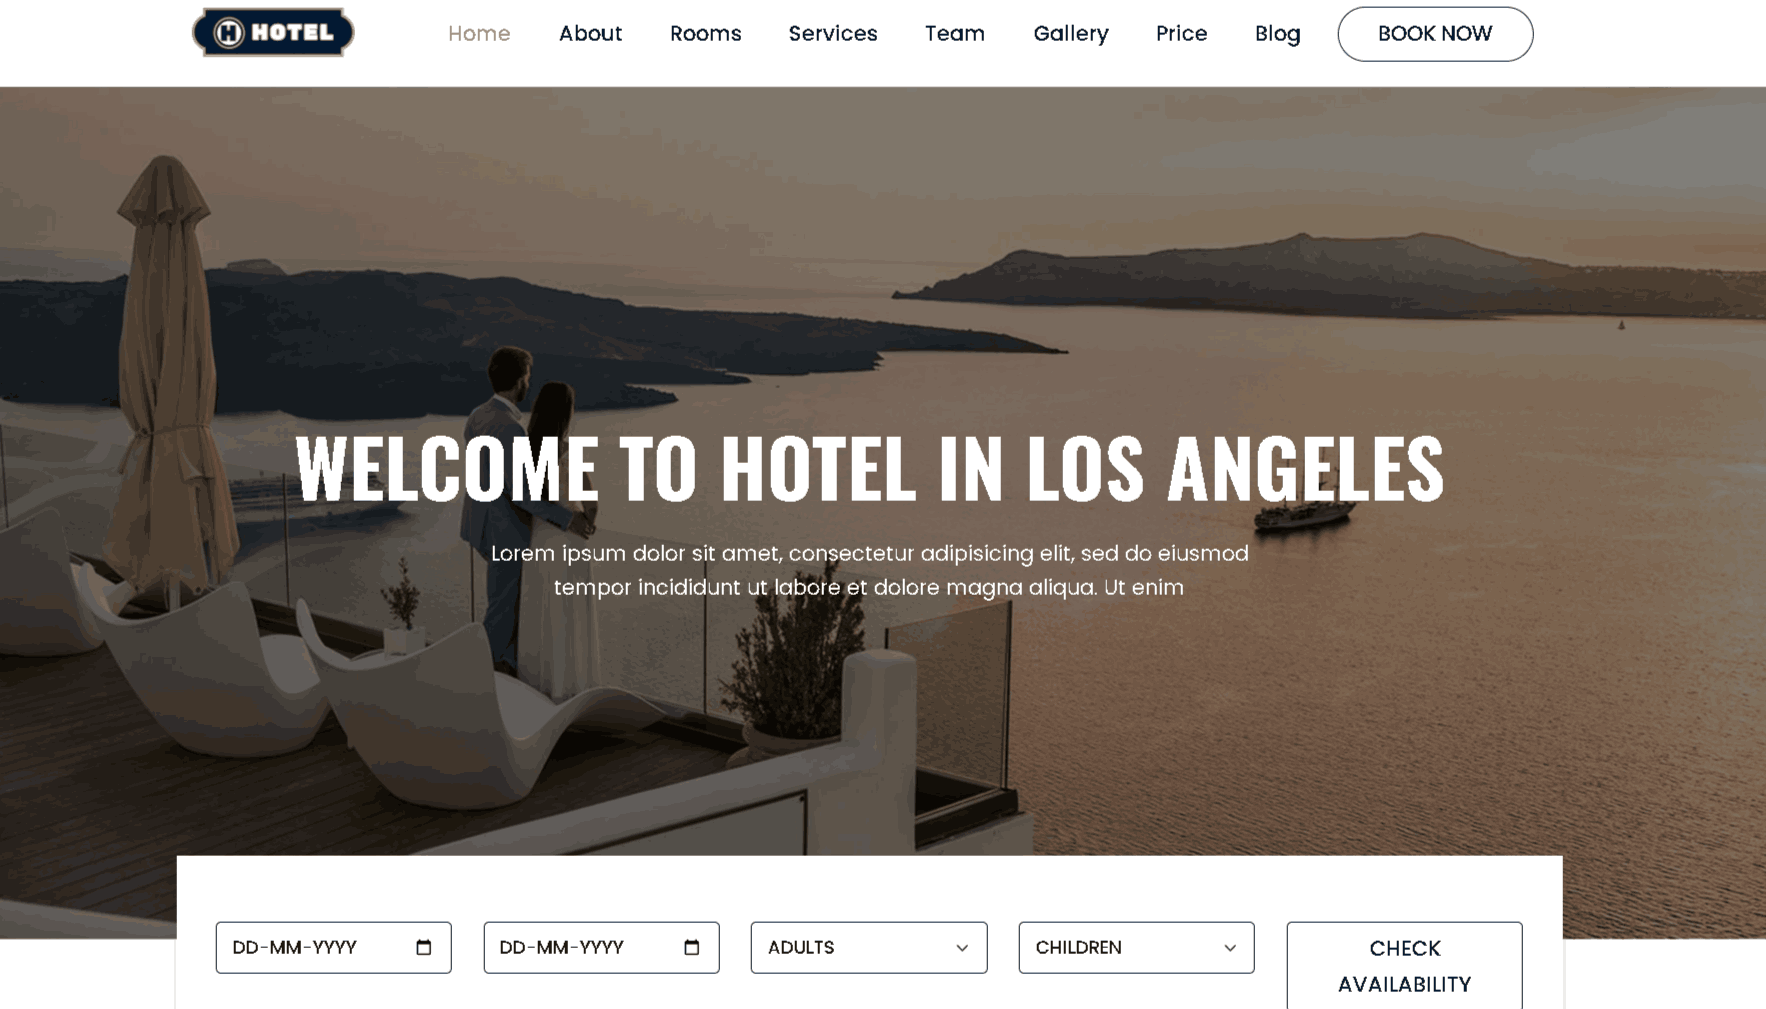 HOTEL
Home About Rooms Services Team Gallery Price Blog BOOK NOW
WELCOME TO HOTEL IN LOS ANGELES
Lorem ipsum dolor sit amet, consectetur adipisicing elit, sed do eiusmod
tempor incididunt ut labore et dolore magna aliqua. Ut enim
DD-MM-YYYY DD-MM-YYYY ADULTS CHILDREN CHECK
AVAILABILITY